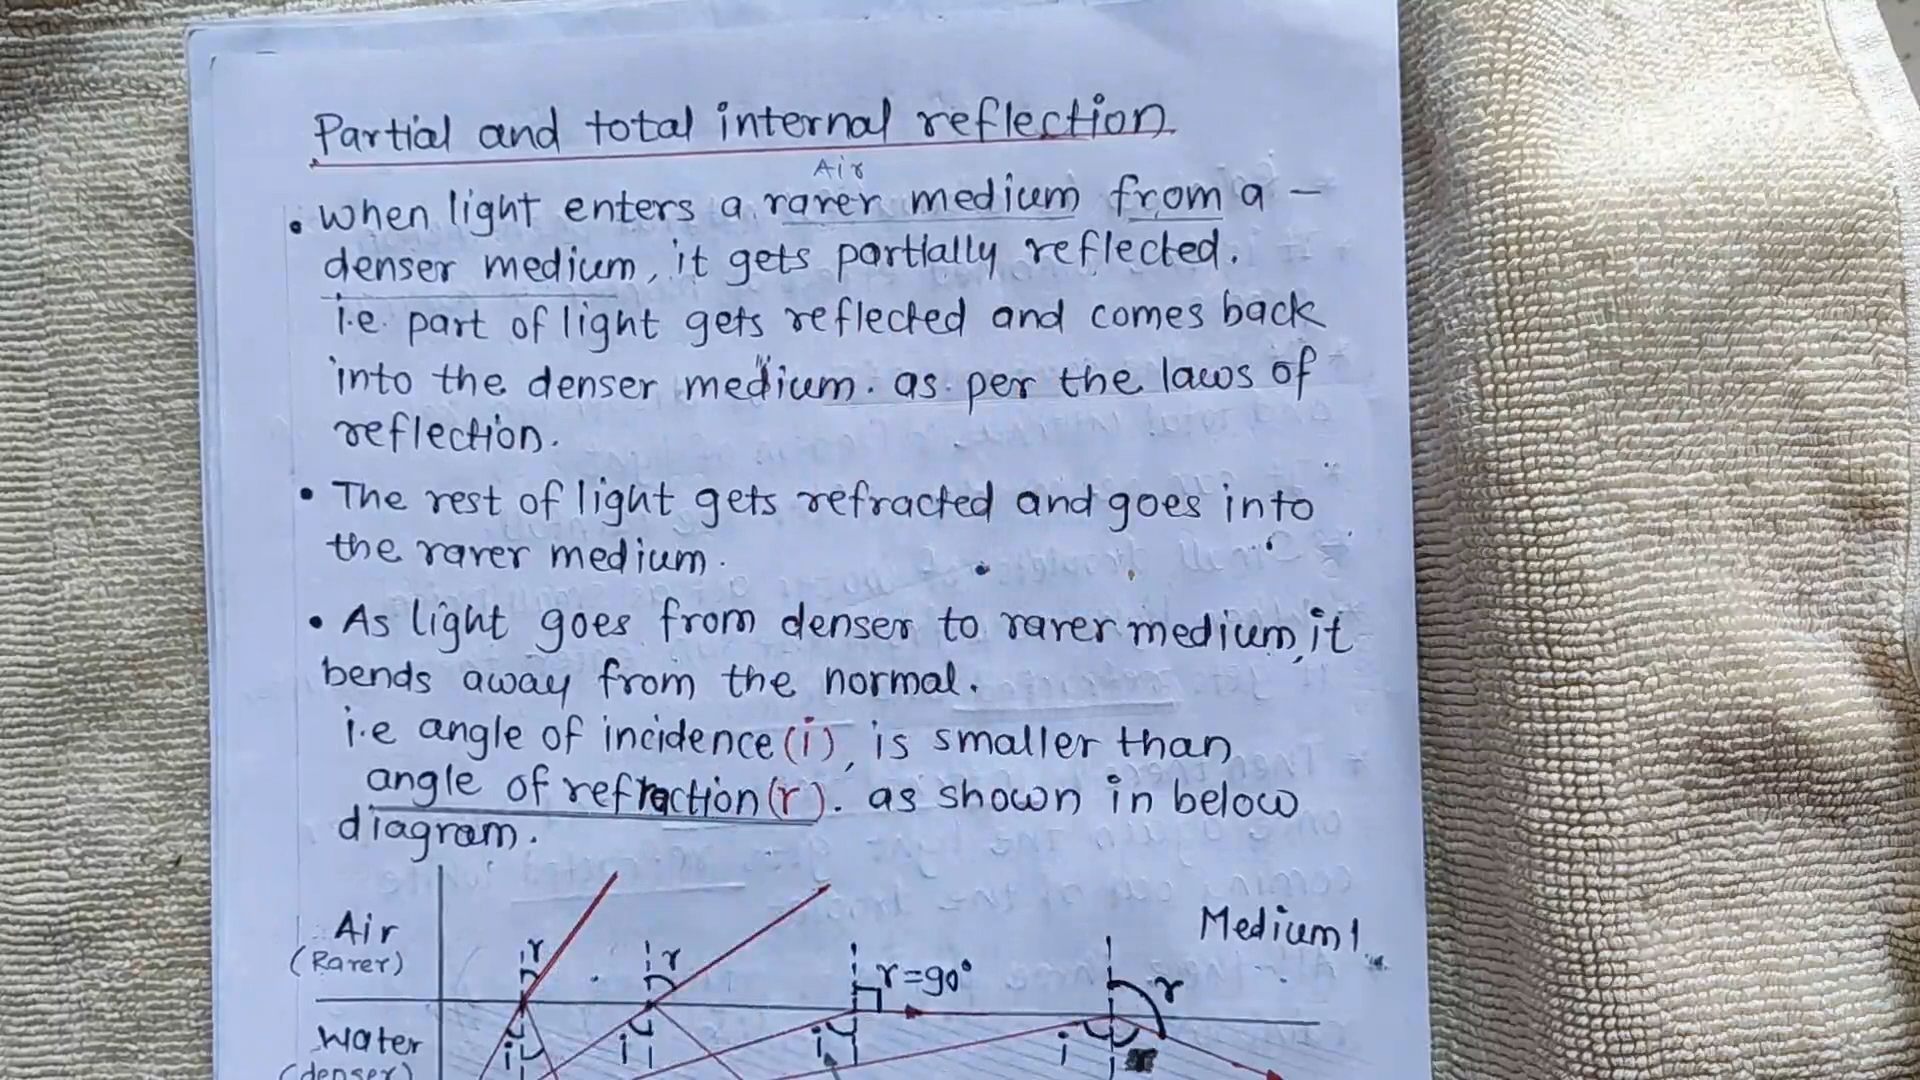 Partial and total internal reflection
Air
• When light enters a rarer medium from a -
denser medium, it gets partially reflected.
i.e. part of light gets reflected and comes back
into the denser medium. as per the laws of
reflection.
• The rest of light gets refracted and goes into
the rarer medium.
• As light goes from denser to rarer medium, it
bends away from the normal.
i.e angle of incidence (i), is smaller than
angle of refraction (r). as shown in below
diagram.
Air
(Rarer)
r
r
r=90°
r
Medium 1
Water
(denser)
i
i
i
i